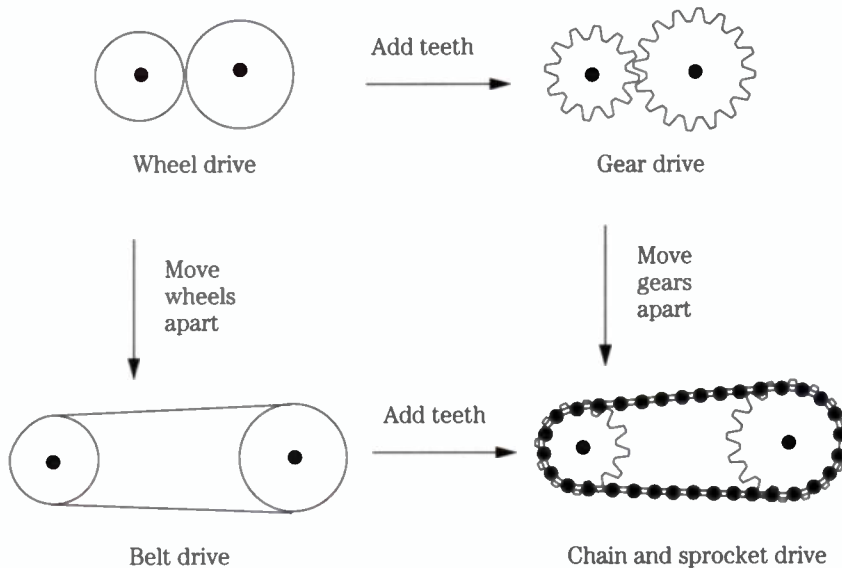 Add teeth
Wheel drive
Gear drive
Move
wheels
apart
Move
gears
apart
Add teeth
Belt drive
Chain and sprocket drive